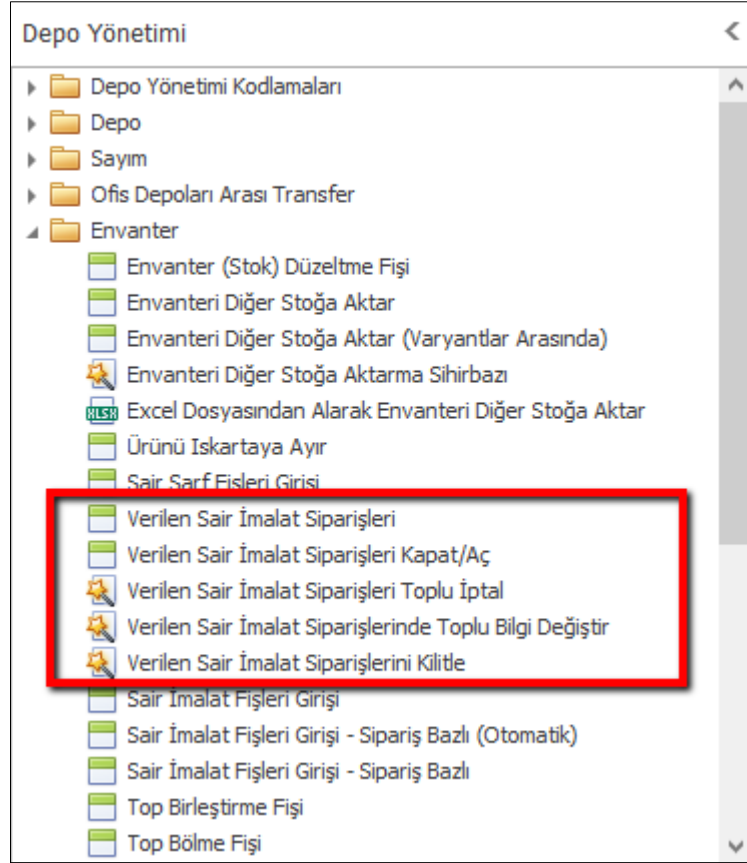 Depo Yönetimi
Depo Yönetimi Kodlamaları
Depo
Sayım
Ofis Depoları Arası Transfer
Envanter
Envanter (Stok) Düzeltme Fişi
Envanteri Diğer Stoğa Aktar
Envanteri Diğer Stoğa Aktar (Varyantlar Arasında)
Envanteri Diğer Stoğa Aktarma Sihirbazı
XLSX Excel Dosyasından Alarak Envanteri Diğer Stoğa Aktar
Ürünü Iskartaya Ayır
Sair Sarf Fişleri Girişi
Verilen Sair İmalat Siparişleri
Verilen Sair İmalat Siparişleri Kapat/Aç
Verilen Sair İmalat Siparişleri Toplu İptal
Verilen Sair İmalat Siparişlerinde Toplu Bilgi Değiştir
Verilen Sair İmalat Siparişlerini Kilitle
Sair İmalat Fişleri Girişi
Sair İmalat Fişleri Girişi - Sipariş Bazlı (Otomatik)
Sair İmalat Fişleri Girişi - Sipariş Bazlı
Top Birleştirme Fişi
Top Bölme Fişi